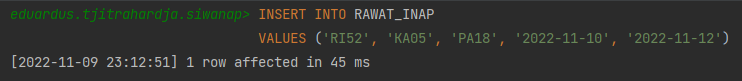 eduardus.tjitrahardja.siwanap> INSERT INTO RAWAT_INAP
VALUES ('RI52', 'KA05', 'PA18', '2022-11-10', '2022-11-12')
[2022-11-09 23:12:51] 1 row affected in 45 ms